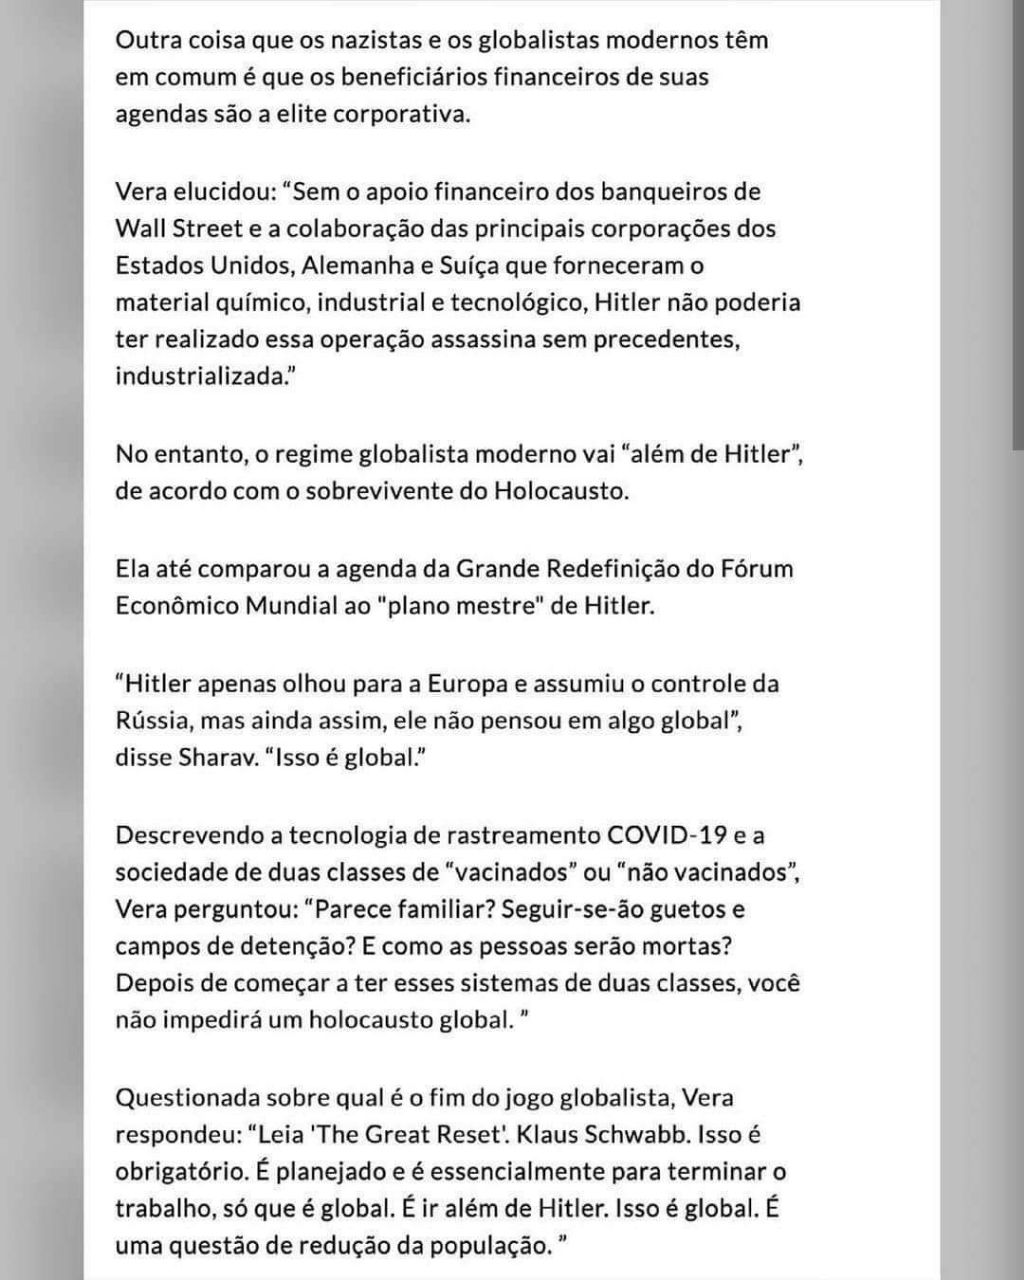 Outra coisa que os nazistas e os globalistas modernos têm
em comum é que os beneficiários financeiros de suas
agendas são a elite corporativa.
Vera elucidou: “Sem o apoio financeiro dos banqueiros de
Wall Street e a colaboração das principais corporações dos
Estados Unidos, Alemanha e Suíça que forneceram o
material químico, industrial e tecnológico, Hitler não poderia
ter realizado essa operação assassina sem precedentes,
industrializada.”
No entanto, o regime globalista moderno vai “além de Hitler”,
de acordo com o sobrevivente do Holocausto.
Ela até comparou a agenda da Grande Redefinição do Fórum
Econômico Mundial ao "plano mestre" de Hitler.
“Hitler apenas olhou para a Europa e assumiu o controle da
Rússia, mas ainda assim, ele não pensou em algo global”,
disse Sharav. “Isso é global.”
Descrevendo a tecnologia de rastreamento COVID-19 e a
sociedade de duas classes de “vacinados” ou “não vacinados”,
Vera perguntou: “Parece familiar? Seguir-se-ão guetos e
campos de detenção? E como as pessoas serão mortas?
Depois de começar a ter esses sistemas de duas classes, você
não impedirá um holocausto global. ”
Questionada sobre qual é o fim do jogo globalista, Vera
respondeu: “Leia 'The Great Reset'. Klaus Schwabb. Isso é
obrigatório. É planejado e é essencialmente para terminar o
trabalho, só que é global. É ir além de Hitler. Isso é global. É
uma questão de redução da população. ”